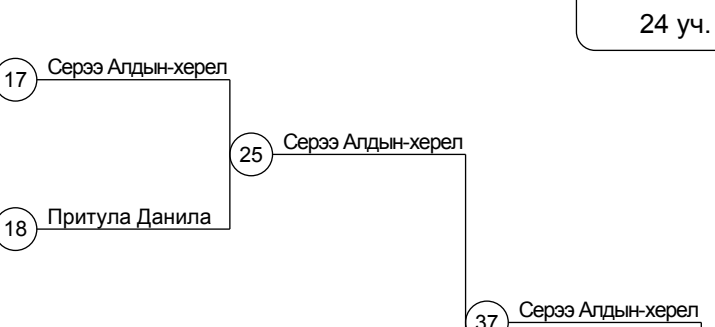 24 уч.
17 Серээ Алдын-херел
25 Серээ Алдын-херел
18 Притула Данила
37 Серээ Алдын-херел